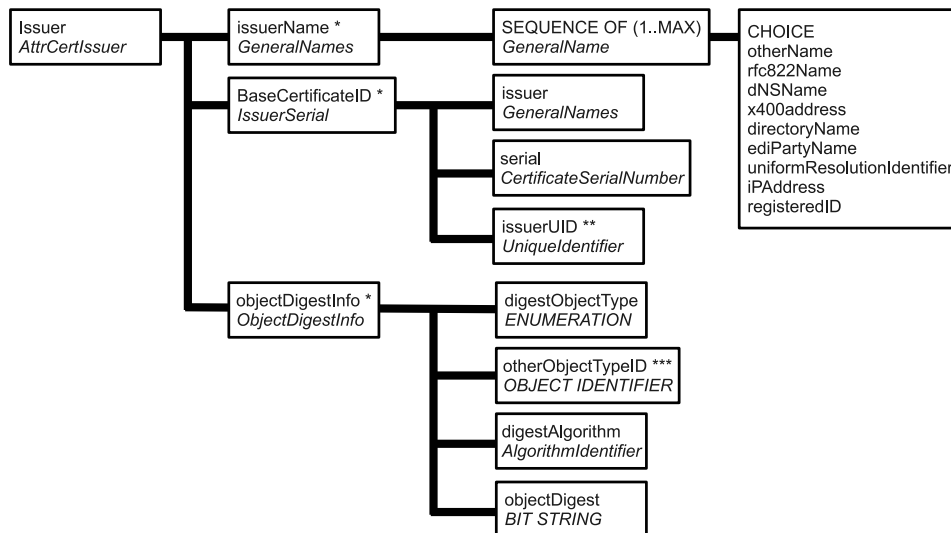 Issuer
AttrCertIssuer
issuerName *
GeneralNames
SEQUENCE OF (1..MAX)
GeneralName
CHOICE
otherName
rfc822Name
dNSName
x400address
directoryName
ediPartyName
uniformResolutionIdentifier
iPAddress
registeredID
BaseCertificateID *
IssuerSerial
issuer
GeneralNames
serial
CertificateSerialNumber
issuerUID **
UniqueIdentifier
objectDigestInfo *
ObjectDigestInfo
digestObjectType
ENUMERATION
otherObjectTypeID ***
OBJECT IDENTIFIER
digestAlgorithm
AlgorithmIdentifier
objectDigest
BIT STRING